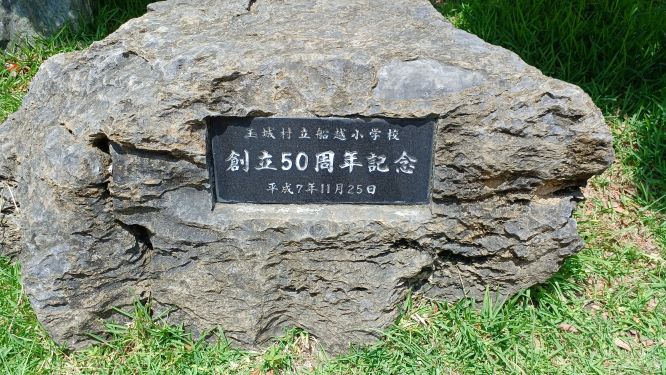 玉城村立船越小学校
創立50周年記念
平成7年11月25日